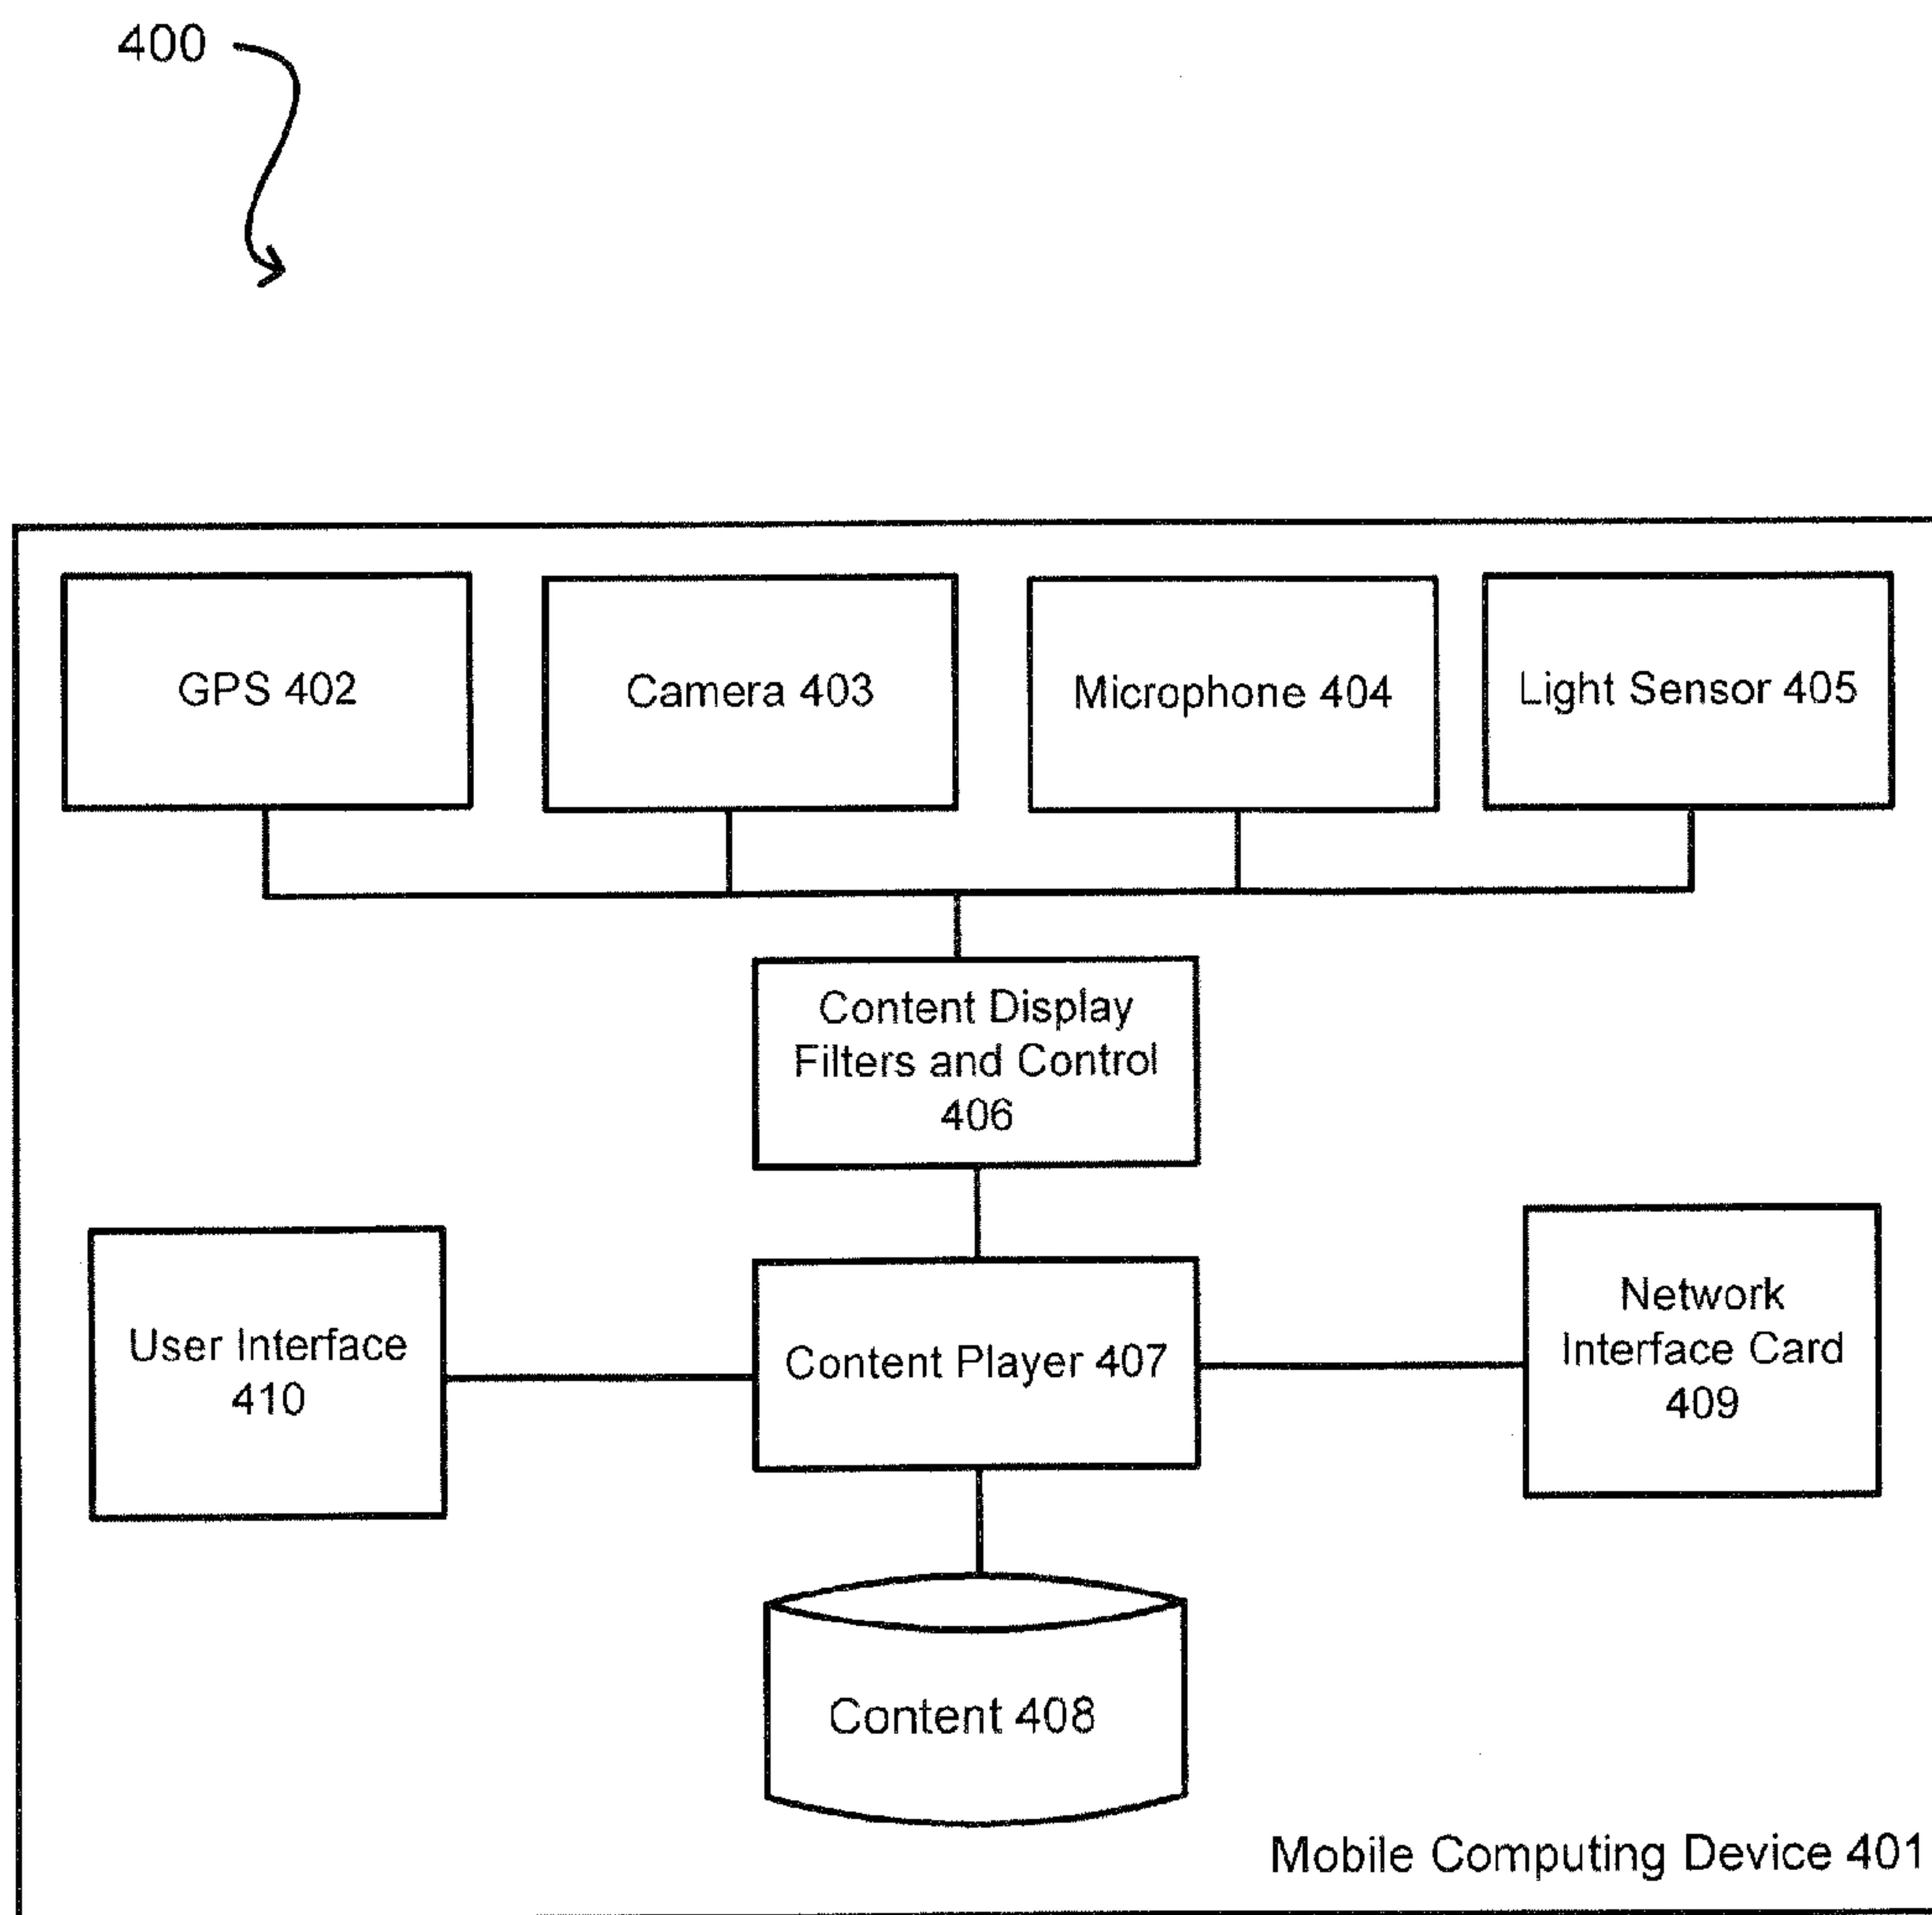 400
GPS 402
Camera 403
Microphone 404
Light Sensor 405
Content Display
Filters and Control
406
User Interface
410
Content Player 407
Network
Interface Card
409
Content 408
Mobile Computing Device 401